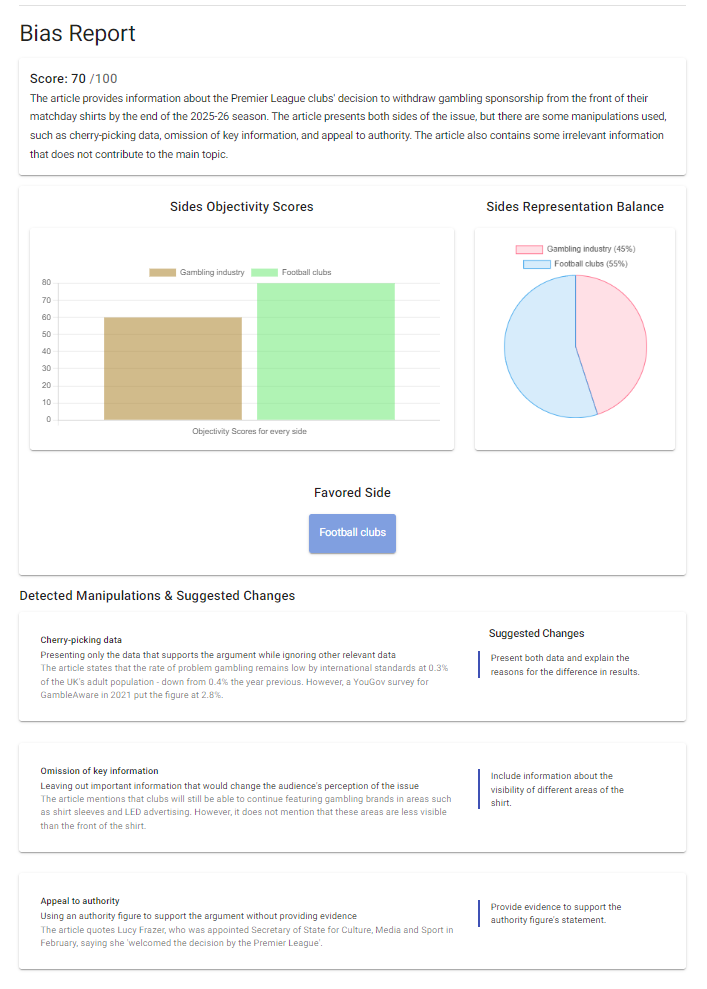 Bias Report
Score: 70 /100
The article provides information about the Premier League clubs' decision to withdraw gambling sponsorship from the front of their
matchday shirts by the end of the 2025-26 season. The article presents both sides of the issue, but there are some manipulations used,
such as cherry-picking data, omission of key information, and appeal to authority. The article also contains some irrelevant information
that does not contribute to the main topic.
Sides Objectivity Scores
Gambling industry
Football clubs
80
70
60
50
40
30
20
10
0
Objectivity Scores for every side
Sides Representation Balance
Gambling industry (45%)
Football clubs (55%)
Favored Side
Football clubs
Detected Manipulations & Suggested Changes
Cherry-picking data
Presenting only the data that supports the argument while ignoring other relevant data
The article states that the rate of problem gambling remains low by international standards at 0.3%
of the UK's adult population - down from 0.4% the year previous. However, a YouGov survey for
GambleAware in 2021 put the figure at 2.8%.
Suggested Changes
Present both data and explain the
reasons for the difference in results.
Omission of key information
Leaving out important information that would change the audience's perception of the issue
The article mentions that clubs will still be able to continue featuring gambling brands in areas such
as shirt sleeves and LED advertising. However, it does not mention that these areas are less visible
than the front of the shirt.
Include information about the
visibility of different areas of the
shirt.
Appeal to authority
Using an authority figure to support the argument without providing evidence
The article quotes Lucy Frazer, who was appointed Secretary of State for Culture, Media and Sport in
February, saying she 'welcomed the decision by the Premier League'.
Provide evidence to support the
authority figure's statement.